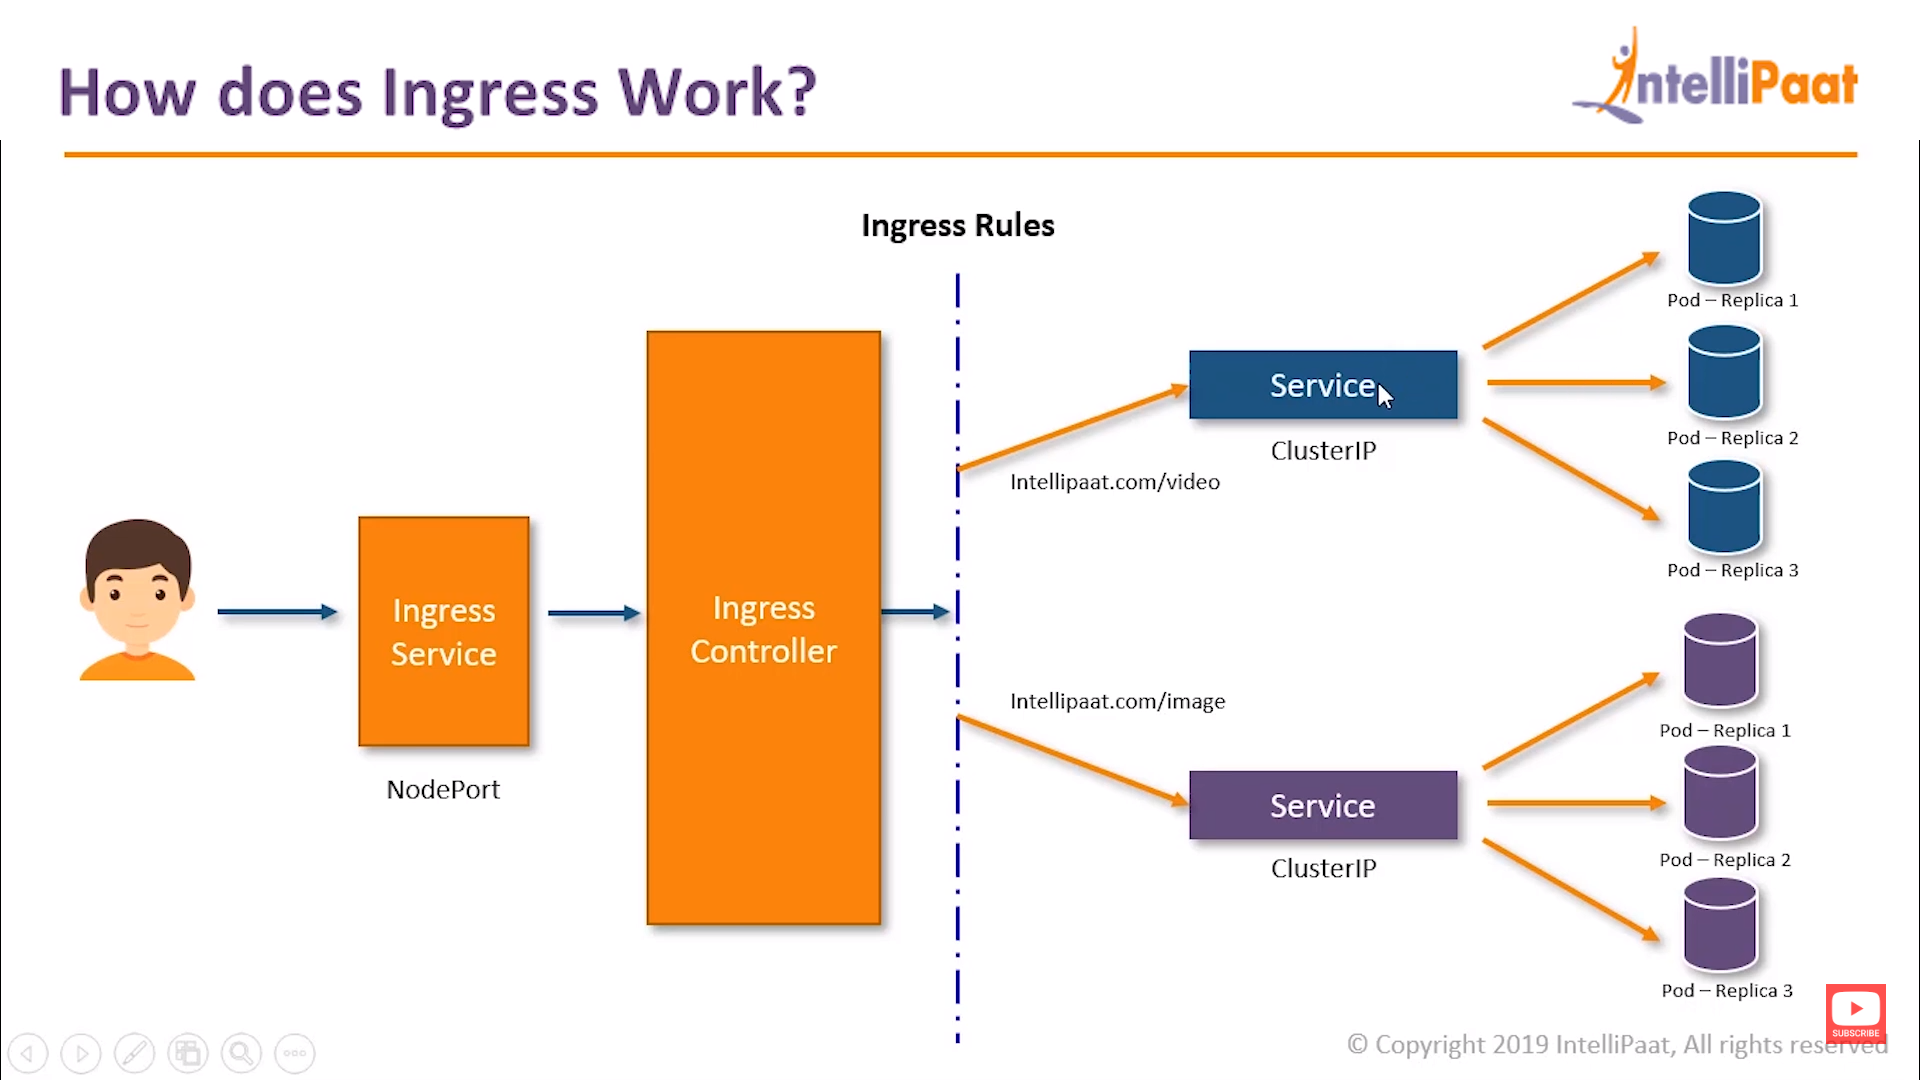 How does Ingress Work?
IntelliPaat
Ingress Rules
Pod – Replica 1
Service
Pod – Replica 2
ClusterIP
Intellipaat.com/video
Pod – Replica 3
Ingress
Service
NodePort
Ingress
Controller
Intellipaat.com/image
Pod – Replica 1
Service
Pod – Replica 2
ClusterIP
Pod – Replica 3
SUBSCRIBE
© Copyright 2019 IntelliPaat, All rights reserved